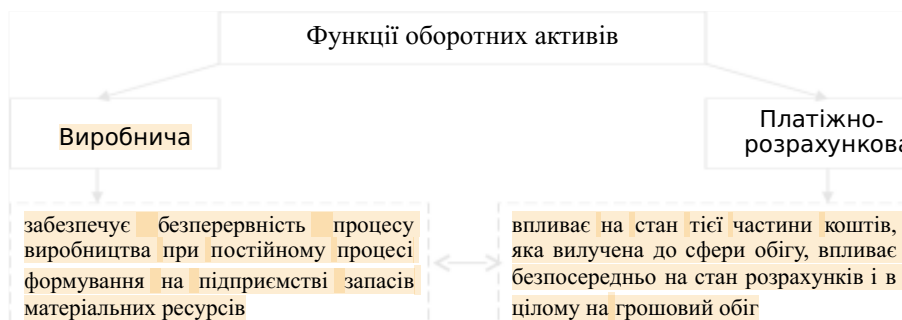 Функції оборотних активів
Виробнича
Платіжно-
розрахункова
забезпечує безперервність процесу
виробництва при постійному процесі
формування на підприємстві запасів
матеріальних ресурсів
впливає на стан тієї частини коштів,
яка вилучена до сфери обігу, впливає
безпосередньо на стан розрахунків і в
цілому на грошовий обіг